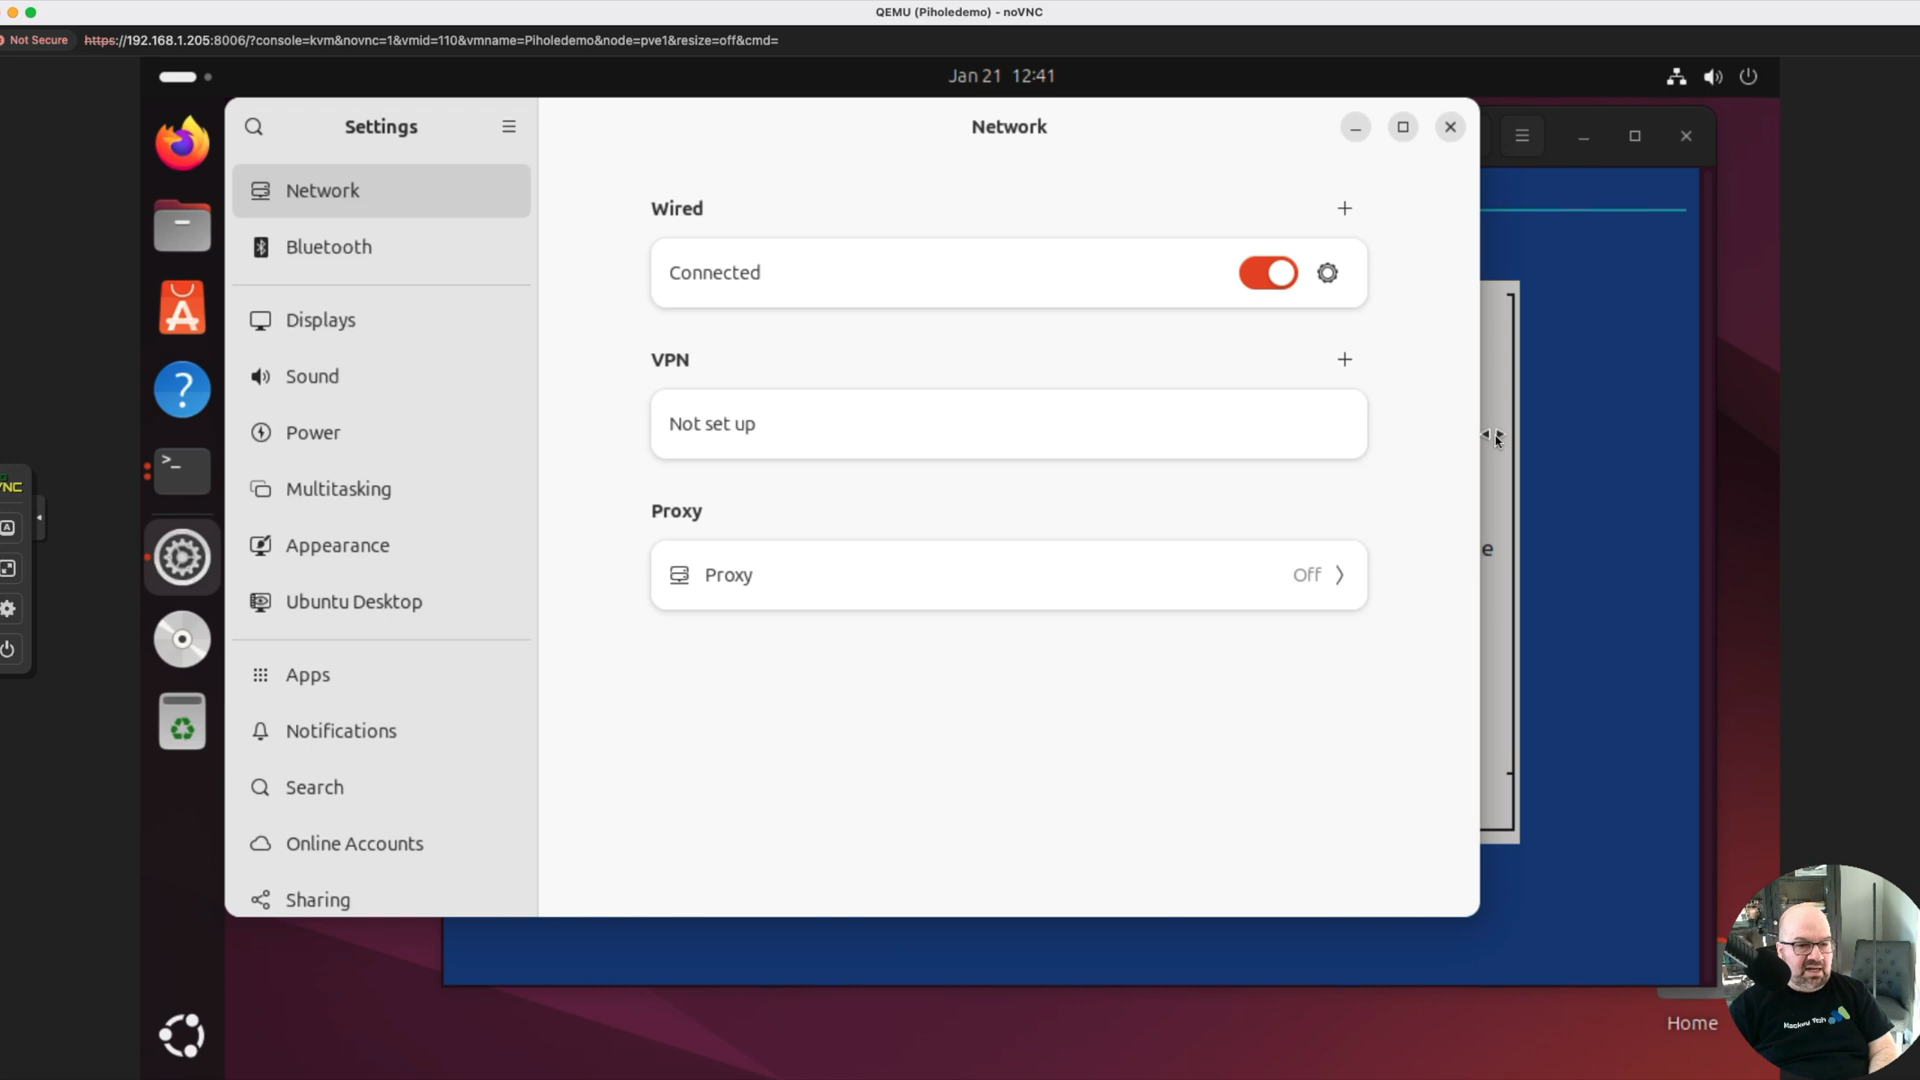 QEMU (Piholedemo) - noVNC
Not Secure https://192.168.1.205:8006/?console=kvm&novnc=1&vmid=110&vmname=Piholedemo&node=pve1&resize=off&cmd=
Jan 21 12:41
Settings
Network
Network
Bluetooth
Displays
Sound
Power
Multitasking
Appearance
Ubuntu Desktop
Apps
Notifications
Search
Online Accounts
Sharing
Wired
Connected
VPN
Not set up
Proxy
Proxy
Off
e
VNC
A
Home